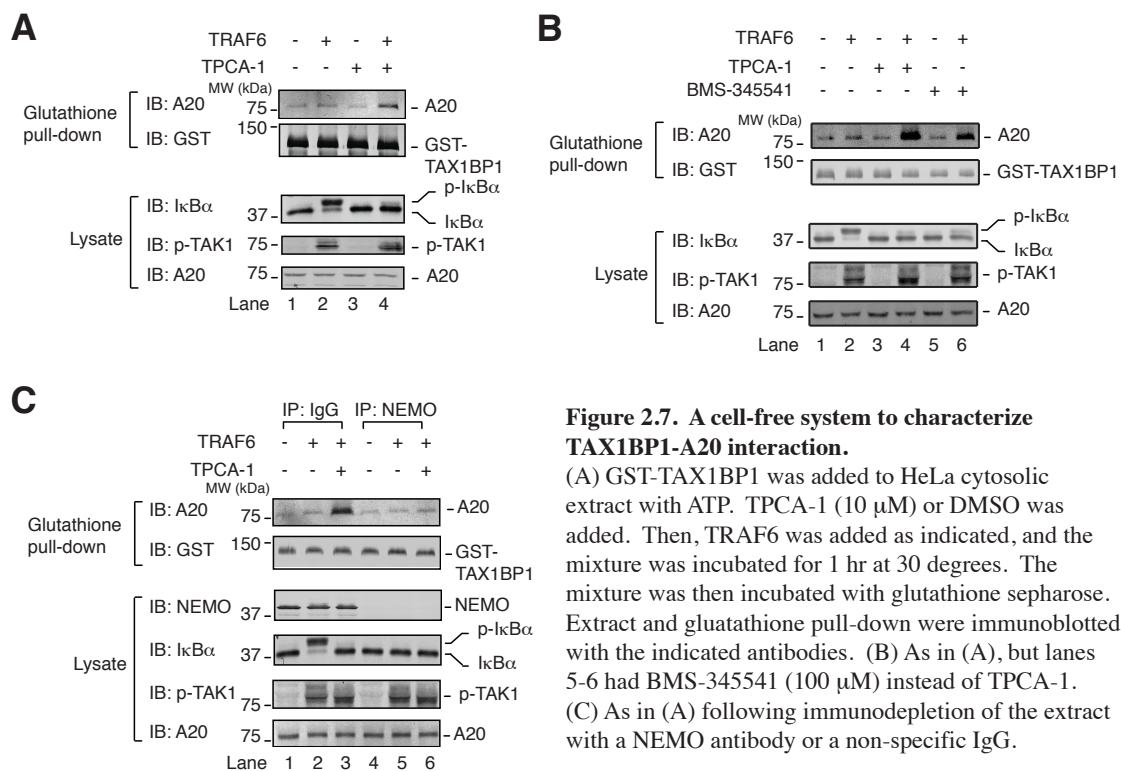 A
TRAF6 - + - +
TPCA-1 - - + +
MW (kDa)
Glutathione pull-down
IB: A20 75 - A20
150
IB: GST - GST-TAX1BP1
Lysate
p-IκBα
IB: IκBα 37 IκBα
IB: p-TAK1 75 - p-TAK1
IB: A20 75 - A20
Lane 1 2 3 4
B
TRAF6 - + - + - +
TPCA-1 - - + + - -
BMS-345541 - - - - + +
MW (kDa)
Glutathione pull-down
IB: A20 75 - A20
150
IB: GST - GST-TAX1BP1
Lysate
p-IκBα
IB: IκBα 37 IκBα
IB: p-TAK1 75 - p-TAK1
IB: A20 75 - A20
Lane 1 2 3 4 5 6
C
IP: IgG IP: NEMO
TRAF6 - + + - + +
TPCA-1 - - + - - +
MW (kDa)
Glutathione pull-down
IB: A20 75 - A20
150
IB: GST - GST-TAX1BP1
Lysate
IB: NEMO 37 - NEMO
p-IκBα
IB: IκBα 37 IκBα
IB: p-TAK1 75 - p-TAK1
IB: A20 75 - A20
Lane 1 2 3 4 5 6
Figure 2.7. A cell-free system to characterize
TAX1BP1-A20 interaction.
(A) GST-TAX1BP1 was added to HeLa cytosolic
extract with ATP. TPCA-1 (10 μM) or DMSO was
added. Then, TRAF6 was added as indicated, and the
mixture was incubated for 1 hr at 30 degrees. The
mixture was then incubated with glutathione sepharose.
Extract and gluatathione pull-down were immunoblotted
with the indicated antibodies. (B) As in (A), but lanes
5-6 had BMS-345541 (100 μM) instead of TPCA-1.
(C) As in (A) following immunodepletion of the extract
with a NEMO antibody or a non-specific IgG.